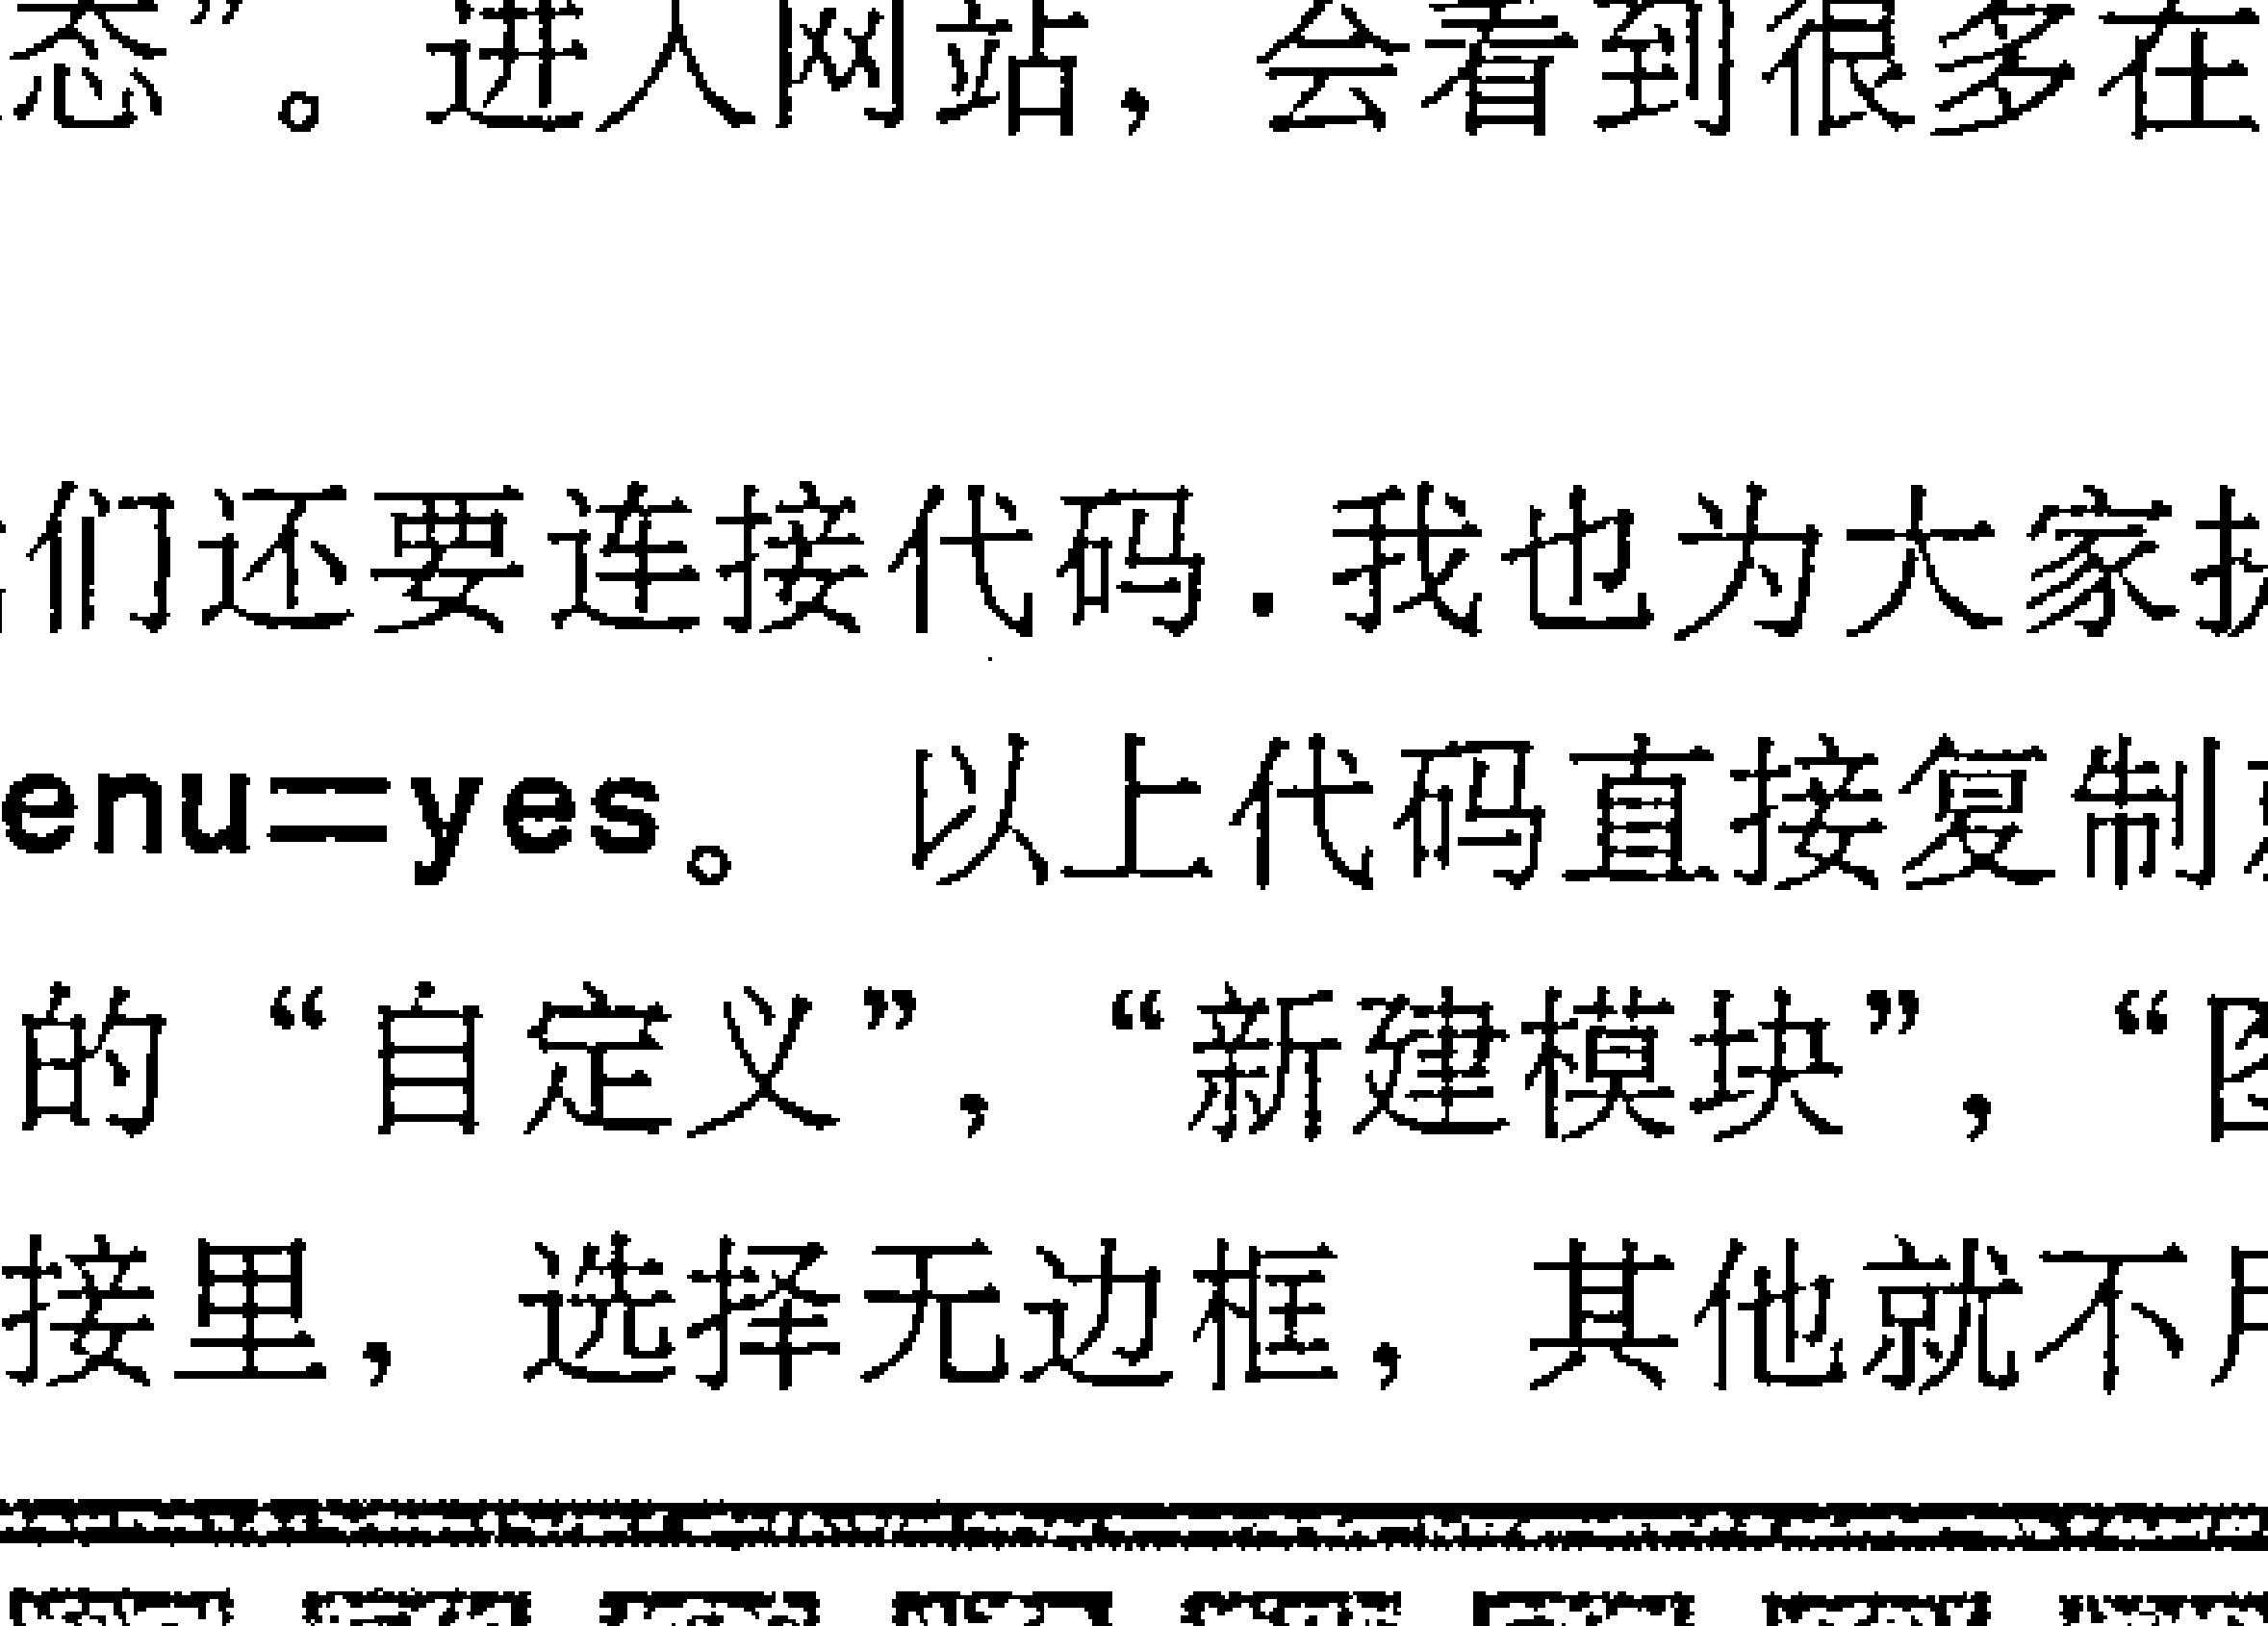 态”。进入网站，会看到很多在
们还要连接代码.我也为大家
enu=yes。 以上代码直接复制
的“自定义”，“新建模块”，“图
接里，选择无边框，其他就不用